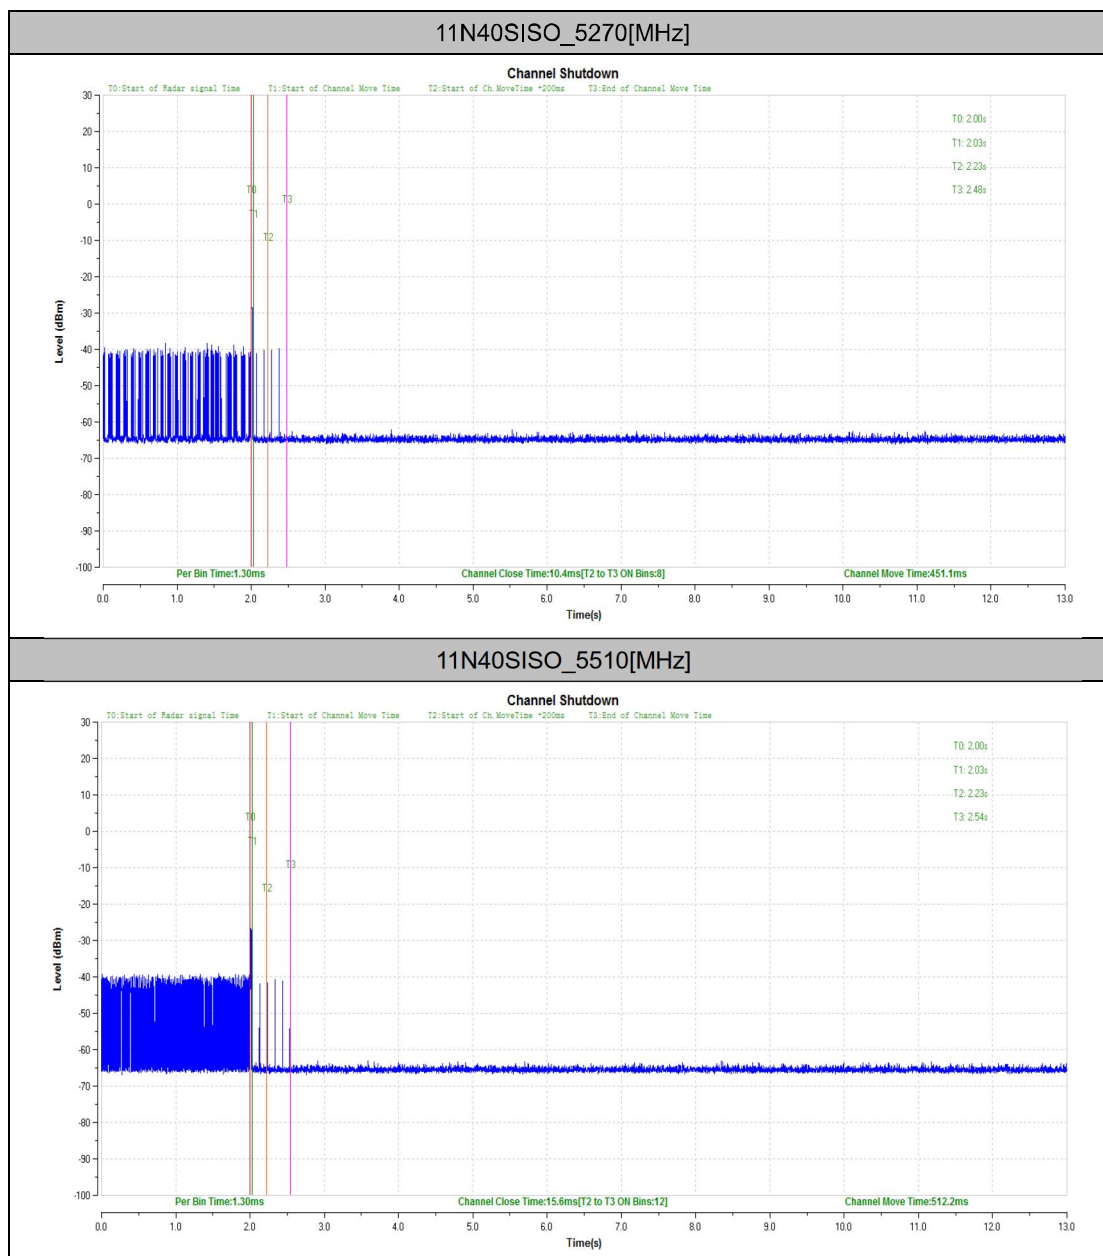 11N40SISO_5270[MHz]
Channel Shutdown
T0:Start of Radar signal Time T1:Start of Channel Move Time T2:Start of Ch.MoveTime +200ms T3:End of Channel Move Time
30
20
10
0
-10
-20
-30
-40
-50
-60
-70
-80
-90
-100
Level (dBm)
T0: 2.00s
T1: 2.03s
T2: 2.23s
T3: 2.48s
T0
T3
T1
T2
Per Bin Time:1.30ms Channel Close Time:10.4ms[T2 to T3 ON Bins:8] Channel Move Time:451.1ms
0.0 1.0 2.0 3.0 4.0 5.0 6.0 7.0 8.0 9.0 10.0 11.0 12.0 13.0
Time(s)
11N40SISO_5510[MHz]
Channel Shutdown
T0:Start of Radar signal Time T1:Start of Channel Move Time T2:Start of Ch.MoveTime +200ms T3:End of Channel Move Time
30
20
10
0
-10
-20
-30
-40
-50
-60
-70
-80
-90
-100
Level (dBm)
T0: 2.00s
T1: 2.03s
T2: 2.23s
T3: 2.54s
T0
T1
T3
T2
Per Bin Time:1.30ms Channel Close Time:15.6ms[T2 to T3 ON Bins:12] Channel Move Time:512.2ms
0.0 1.0 2.0 3.0 4.0 5.0 6.0 7.0 8.0 9.0 10.0 11.0 12.0 13.0
Time(s)